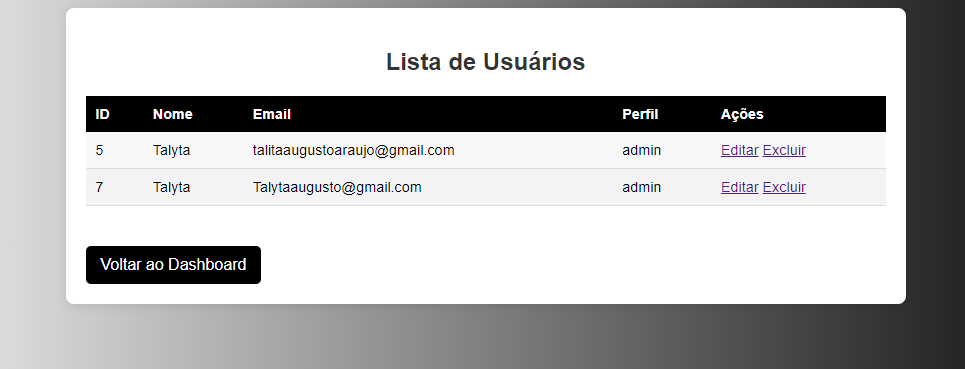 Lista de Usuários
ID Nome Email Perfil Ações
5 Talyta talitaaugustoaraujo@gmail.com admin Editar Excluir
7 Talyta Talytaaugusto@gmail.com admin Editar Excluir
Voltar ao Dashboard